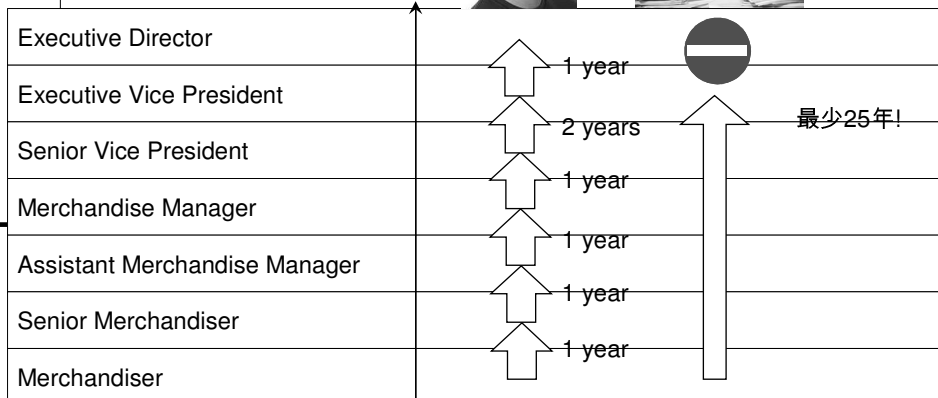 Executive Director
1 year
Executive Vice President
2 years
最少25年!
Senior Vice President
1 year
Merchandise Manager
1 year
Assistant Merchandise Manager
1 year
Senior Merchandiser
1 year
Merchandiser